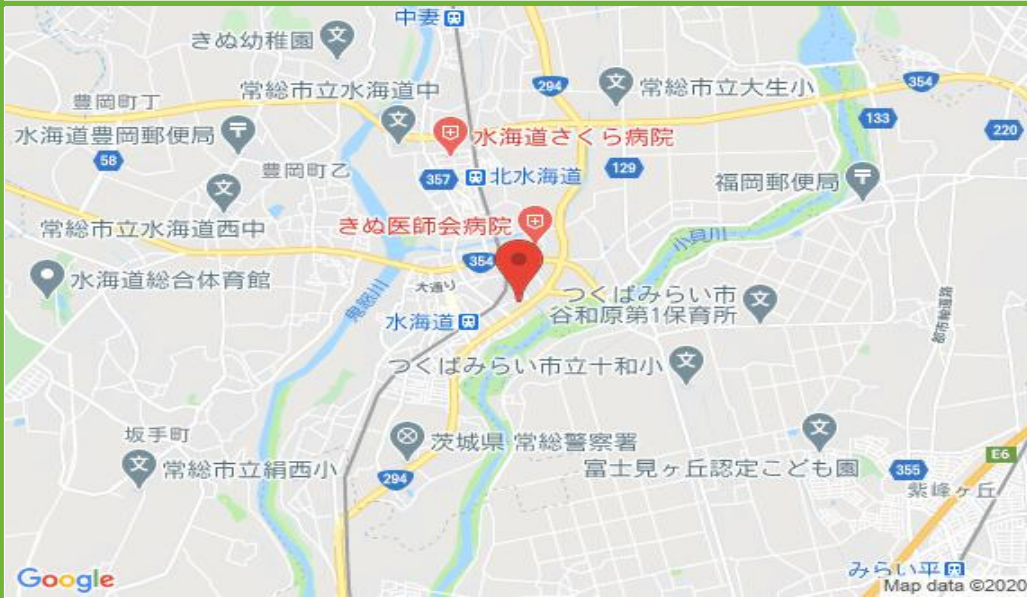 中妻
きぬ幼稚園
294
常総市立大生小
354
豊岡町丁
常総市立水海道中
133
水海道豊岡郵便局
水海道さくら病院
220
58
豊岡町乙
357
北水海道
129
福岡郵便局
常総市立水海道西中
きぬ医師会病院
小貝川
354
水海道総合体育館
大通り
鬼怒川
つくばみらい市
谷和原第1保育所
水海道
都市軸道路
つくばみらい市立十和小
坂手町
茨城県 常総警察署
常総市立絹西小
294
富士見ヶ丘認定こども園
355
E6
紫峰ヶ丘
みらい平
Google
Map data ©2020